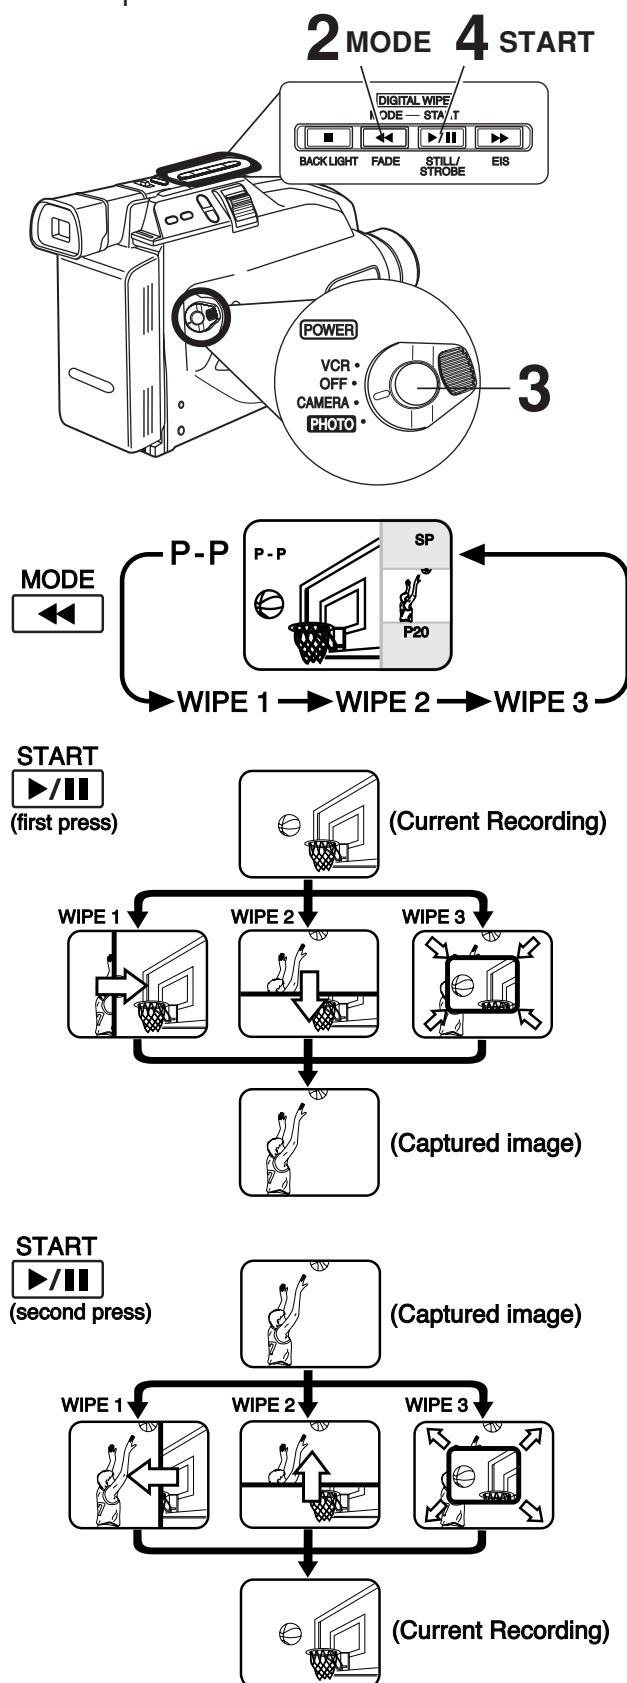 2 MODE 4 START
DIGITAL WIPE
MODE — START
■ ◀◀ ▶/❚❚ ▶▶
BACK LIGHT FADE STILL/ STROBE EIS
POWER
VCR •
OFF •
CAMERA •
PHOTO •
3
P-P
P-P
SP
P20
MODE
◀◀
WIPE 1 WIPE 2 WIPE 3
START
▶/❚❚
(first press)
(Current Recording)
WIPE 1 WIPE 2 WIPE 3
(Captured image)
START
▶/❚❚
(second press)
(Captured image)
WIPE 1 WIPE 2 WIPE 3
(Current Recording)